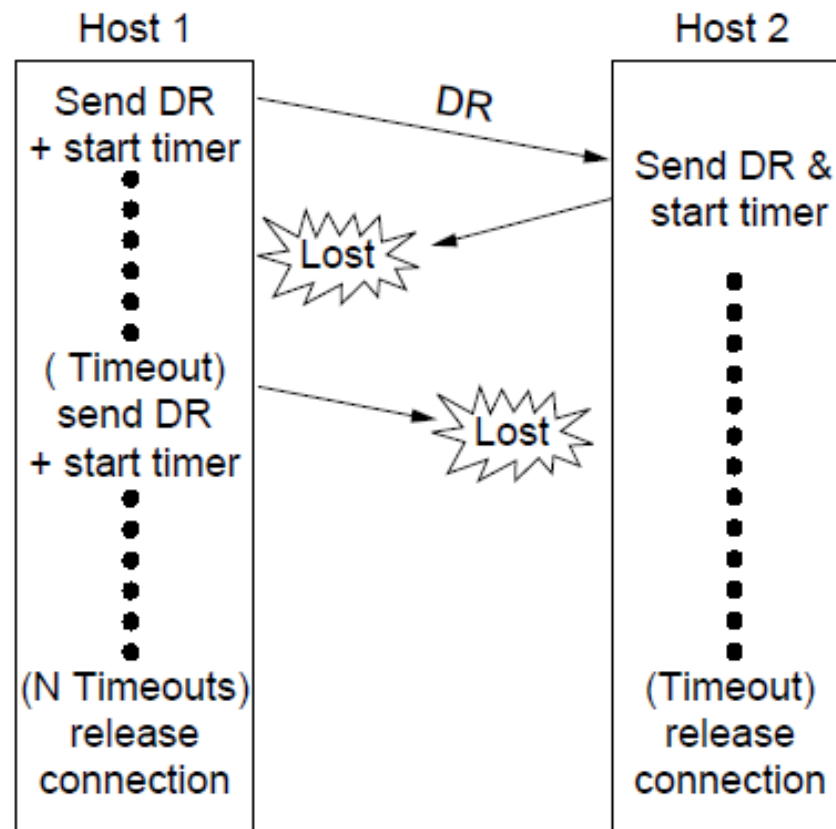 Host 1
Host 2
Send DR
+ start timer
DR
Send DR &
start timer
Lost
( Timeout)
send DR
+ start timer
Lost
(N Timeouts)
release
connection
(Timeout)
release
connection